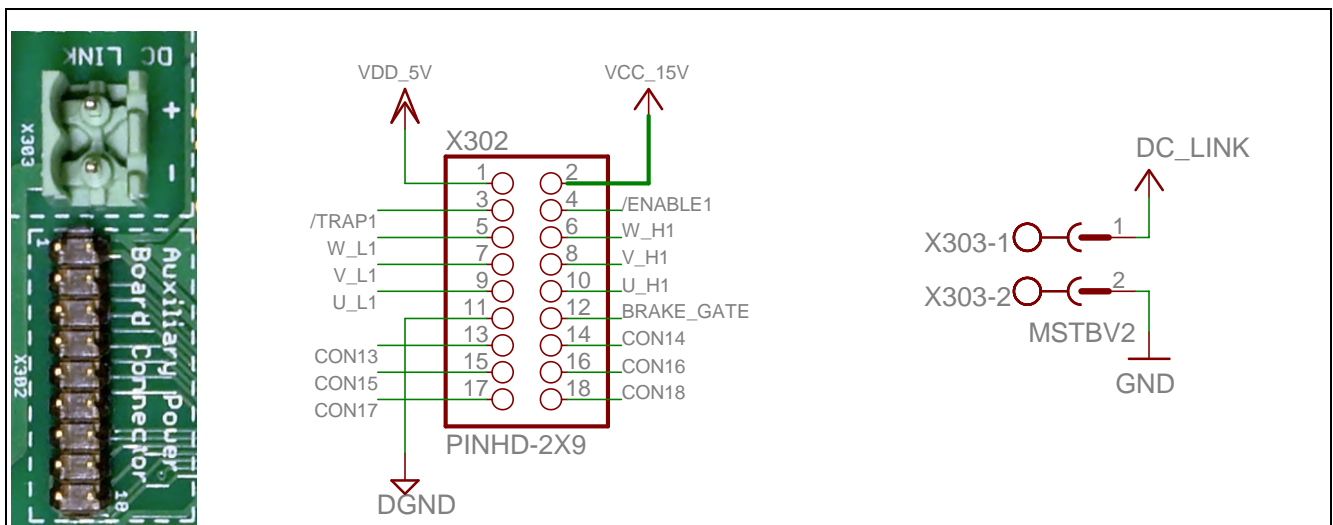 DC LINK
+
-
X303
1
Auxiliary Power
Board Connector
X302
18
VDD_5V
VCC_15V
X302
1
2
3
4
/TRAP1
/ENABLE1
5
6
W_L1
W_H1
7
8
V_L1
V_H1
9
10
U_L1
U_H1
11
12
BRAKE_GATE
13
14
CON13
CON14
15
16
CON15
CON16
17
18
CON17
CON18
PINHD-2X9
DGND
DC_LINK
X303-1
1
X303-2
2
MSTBV2
GND